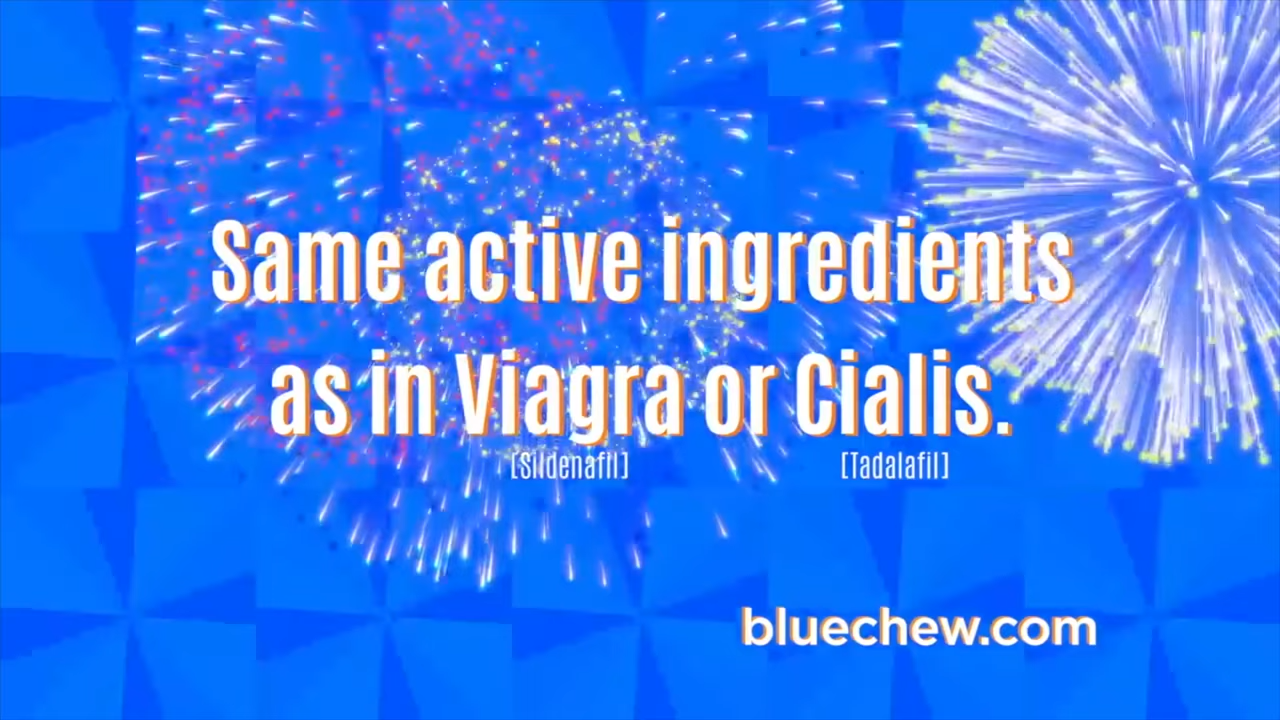 Same active ingredients
as in Viagra or Cialis.
[Sildenafil] [Tadalafil]
bluechew.com